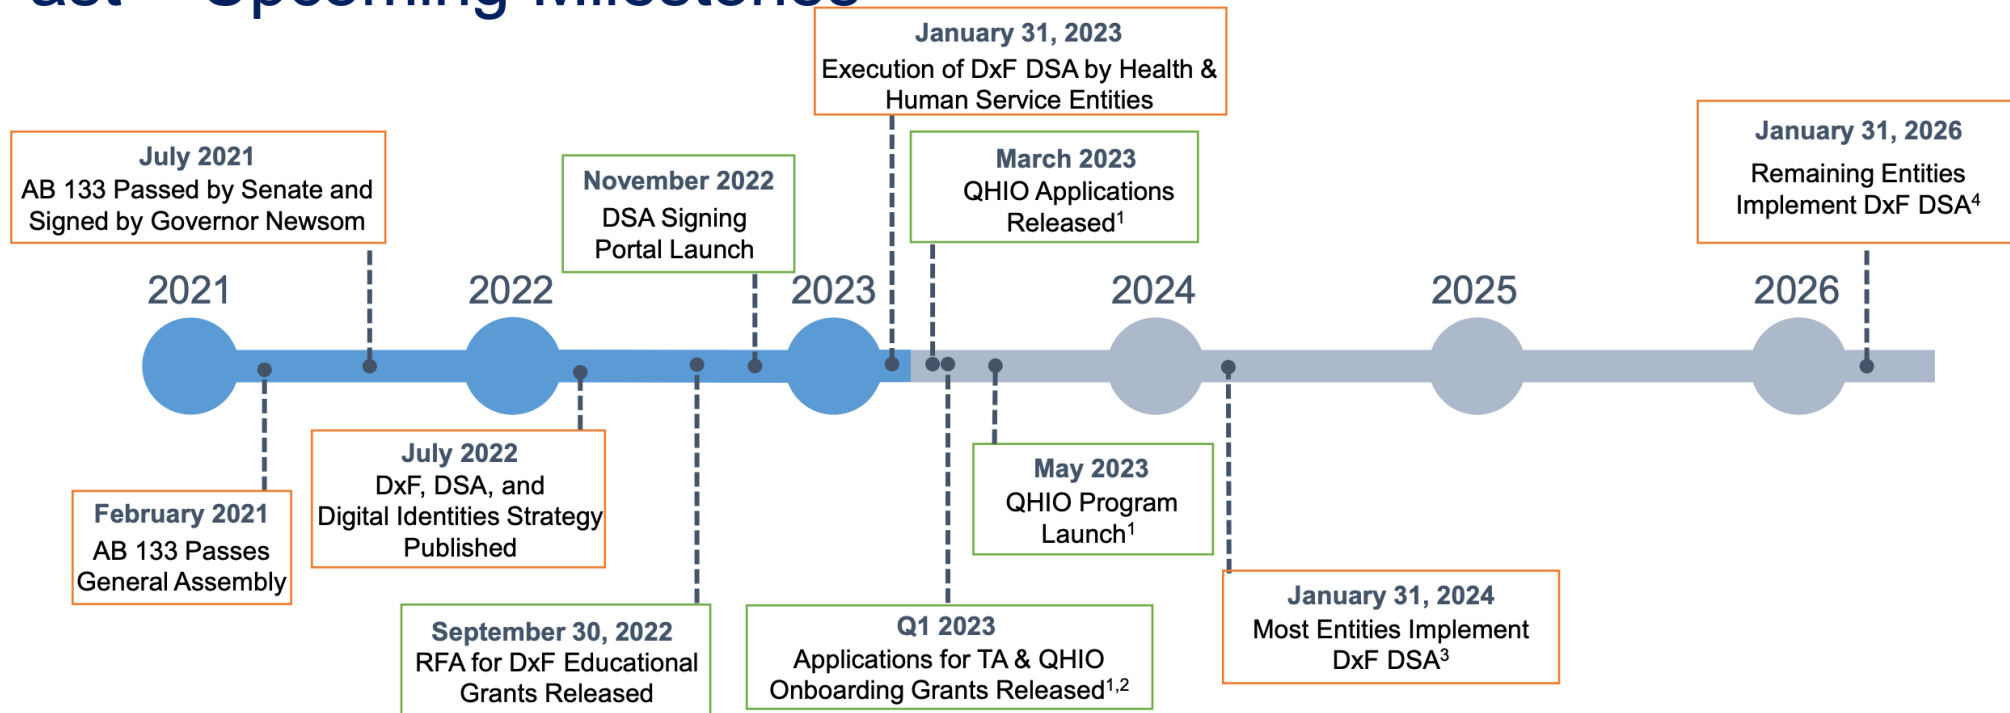 Upcoming Milestones
January 31, 2023
Execution of DxF DSA by Health &
Human Service Entities
January 31, 2026
Remaining Entities
Implement DxF DSA⁴
July 2021
AB 133 Passed by Senate and
Signed by Governor Newsom
November 2022
DSA Signing
Portal Launch
March 2023
QHIO Applications
Released¹
2021
2022
2023
2024
2025
2026
February 2021
AB 133 Passes
General Assembly
July 2022
DxF, DSA, and
Digital Identities Strategy
Published
September 30, 2022
RFA for DxF Educational
Grants Released
Q1 2023
Applications for TA & QHIO
Onboarding Grants Released¹,²
May 2023
QHIO Program
Launch¹
January 31, 2024
Most Entities Implement
DxF DSA³